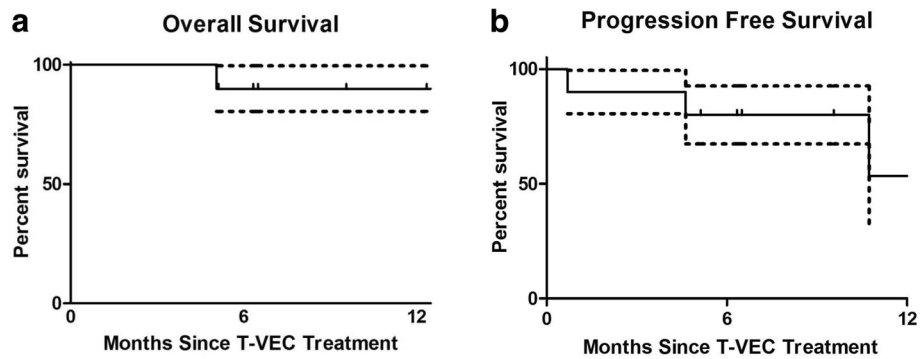 a
Overall Survival
100
50
0
Percent survival
0 6 12
Months Since T-VEC Treatment
b
Progression Free Survival
100
50
0
Percent survival
0 6 12
Months Since T-VEC Treatment